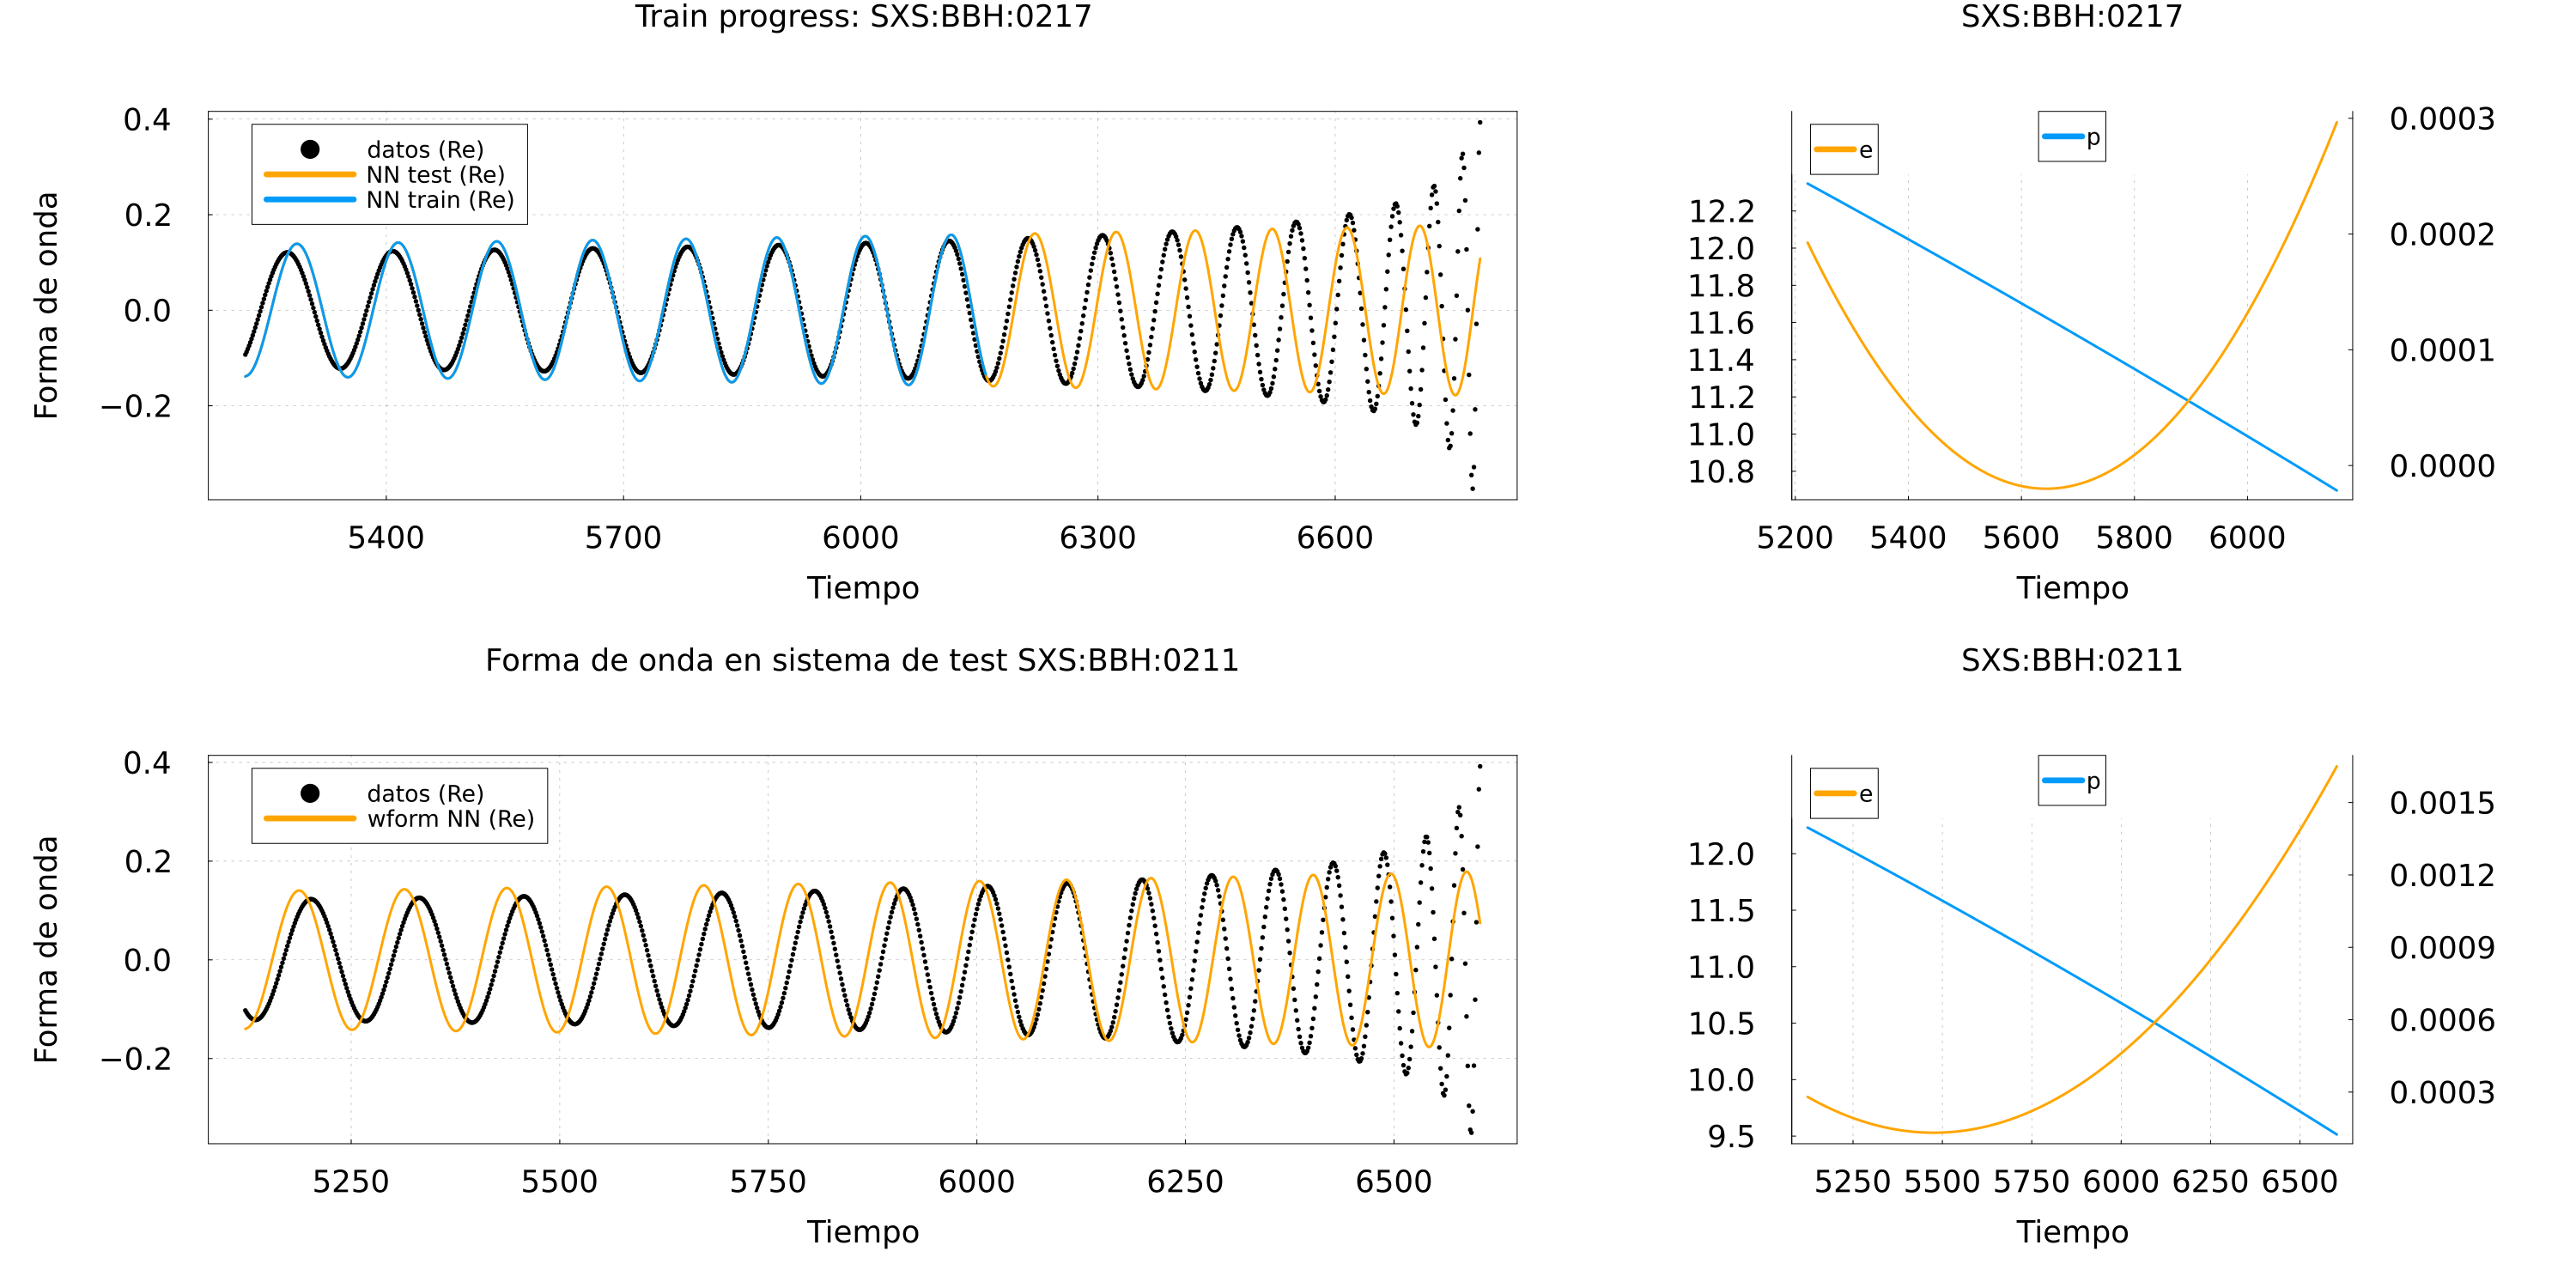 Train progress: SXS:BBH:0217
SXS:BBH:0217
Forma de onda
0.4
0.2
0.0
−0.2
datos (Re)
NN test (Re)
NN train (Re)
5400 5700 6000 6300 6600
Tiempo
e
p
12.2
12.0
11.8
11.6
11.4
11.2
11.0
10.8
0.0003
0.0002
0.0001
0.0000
5200 5400 5600 5800 6000
Tiempo
Forma de onda en sistema de test SXS:BBH:0211
SXS:BBH:0211
Forma de onda
0.4
0.2
0.0
−0.2
datos (Re)
wform NN (Re)
5250 5500 5750 6000 6250 6500
Tiempo
e
p
12.0
11.5
11.0
10.5
10.0
9.5
0.0015
0.0012
0.0009
0.0006
0.0003
5250 5500 5750 6000 6250 6500
Tiempo